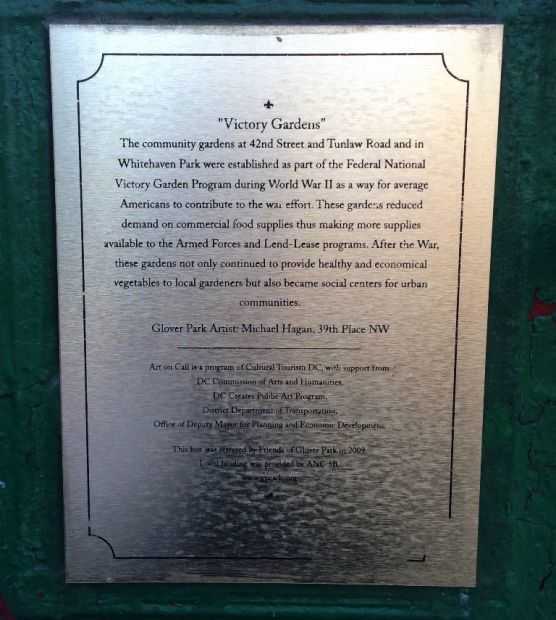 "Victory Gardens"
The community gardens at 42nd Street and Tunlaw Road and in
Whitehaven Park were established as part of the Federal National
Victory Garden Program during World War II as a way for average
Americans to contribute to the war effort. These gardens reduced
demand on commercial food supplies thus making more supplies
available to the Armed Forces and Lend-Lease programs. After the War,
these gardens not only continued to provide healthy and economical
vegetables to local gardeners but also became social centers for urban
communities.
Glover Park Artist: Michael Hagan, 39th Place NW
Art on Call is a program of Cultural Tourism DC, with support from
DC Commission of Arts and Humanities,
DC Creates Public Art Program,
District Department of Transportation,
Office of Deputy Mayor for Planning and Economic Development
This box was restored by Friends of Glover Park in 2009
Local funding was provided by ANC 3B.